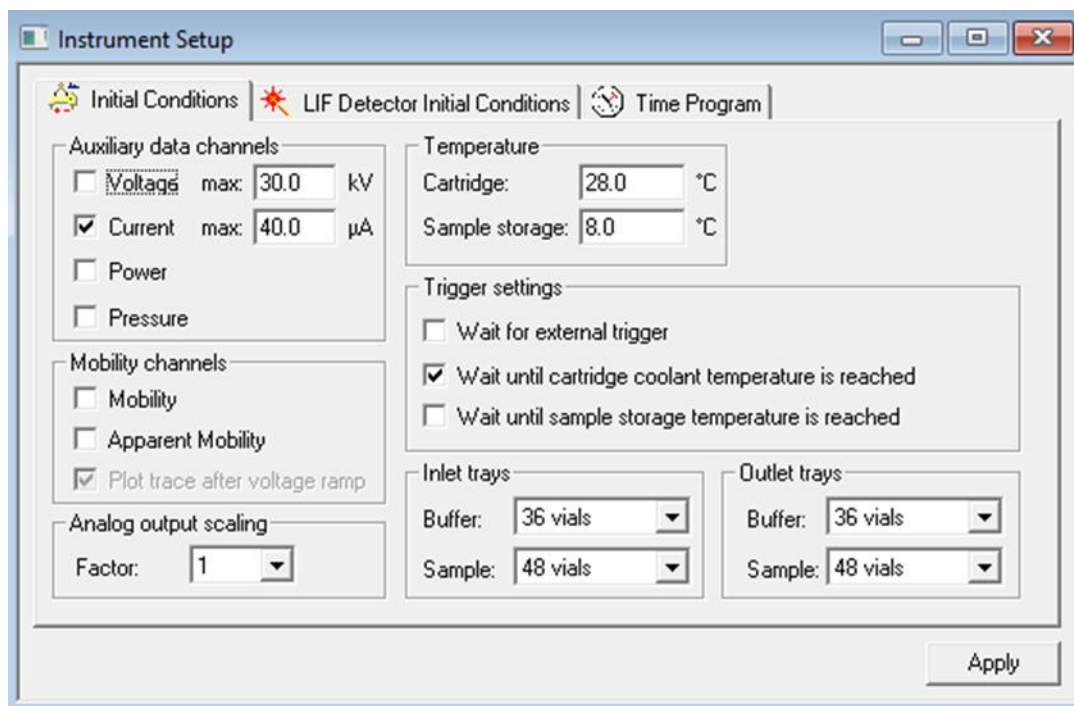 Instrument Setup
Initial Conditions
LIF Detector Initial Conditions
Time Program
Auxiliary data channels
Voltage max: 30.0 kV
Current max: 40.0 µA
Power
Pressure
Mobility channels
Mobility
Apparent Mobility
Plot trace after voltage ramp
Analog output scaling
Factor: 1
Temperature
Cartridge: 28.0 °C
Sample storage: 8.0 °C
Trigger settings
Wait for external trigger
Wait until cartridge coolant temperature is reached
Wait until sample storage temperature is reached
Inlet trays
Buffer: 36 vials
Sample: 48 vials
Outlet trays
Buffer: 36 vials
Sample: 48 vials
Apply